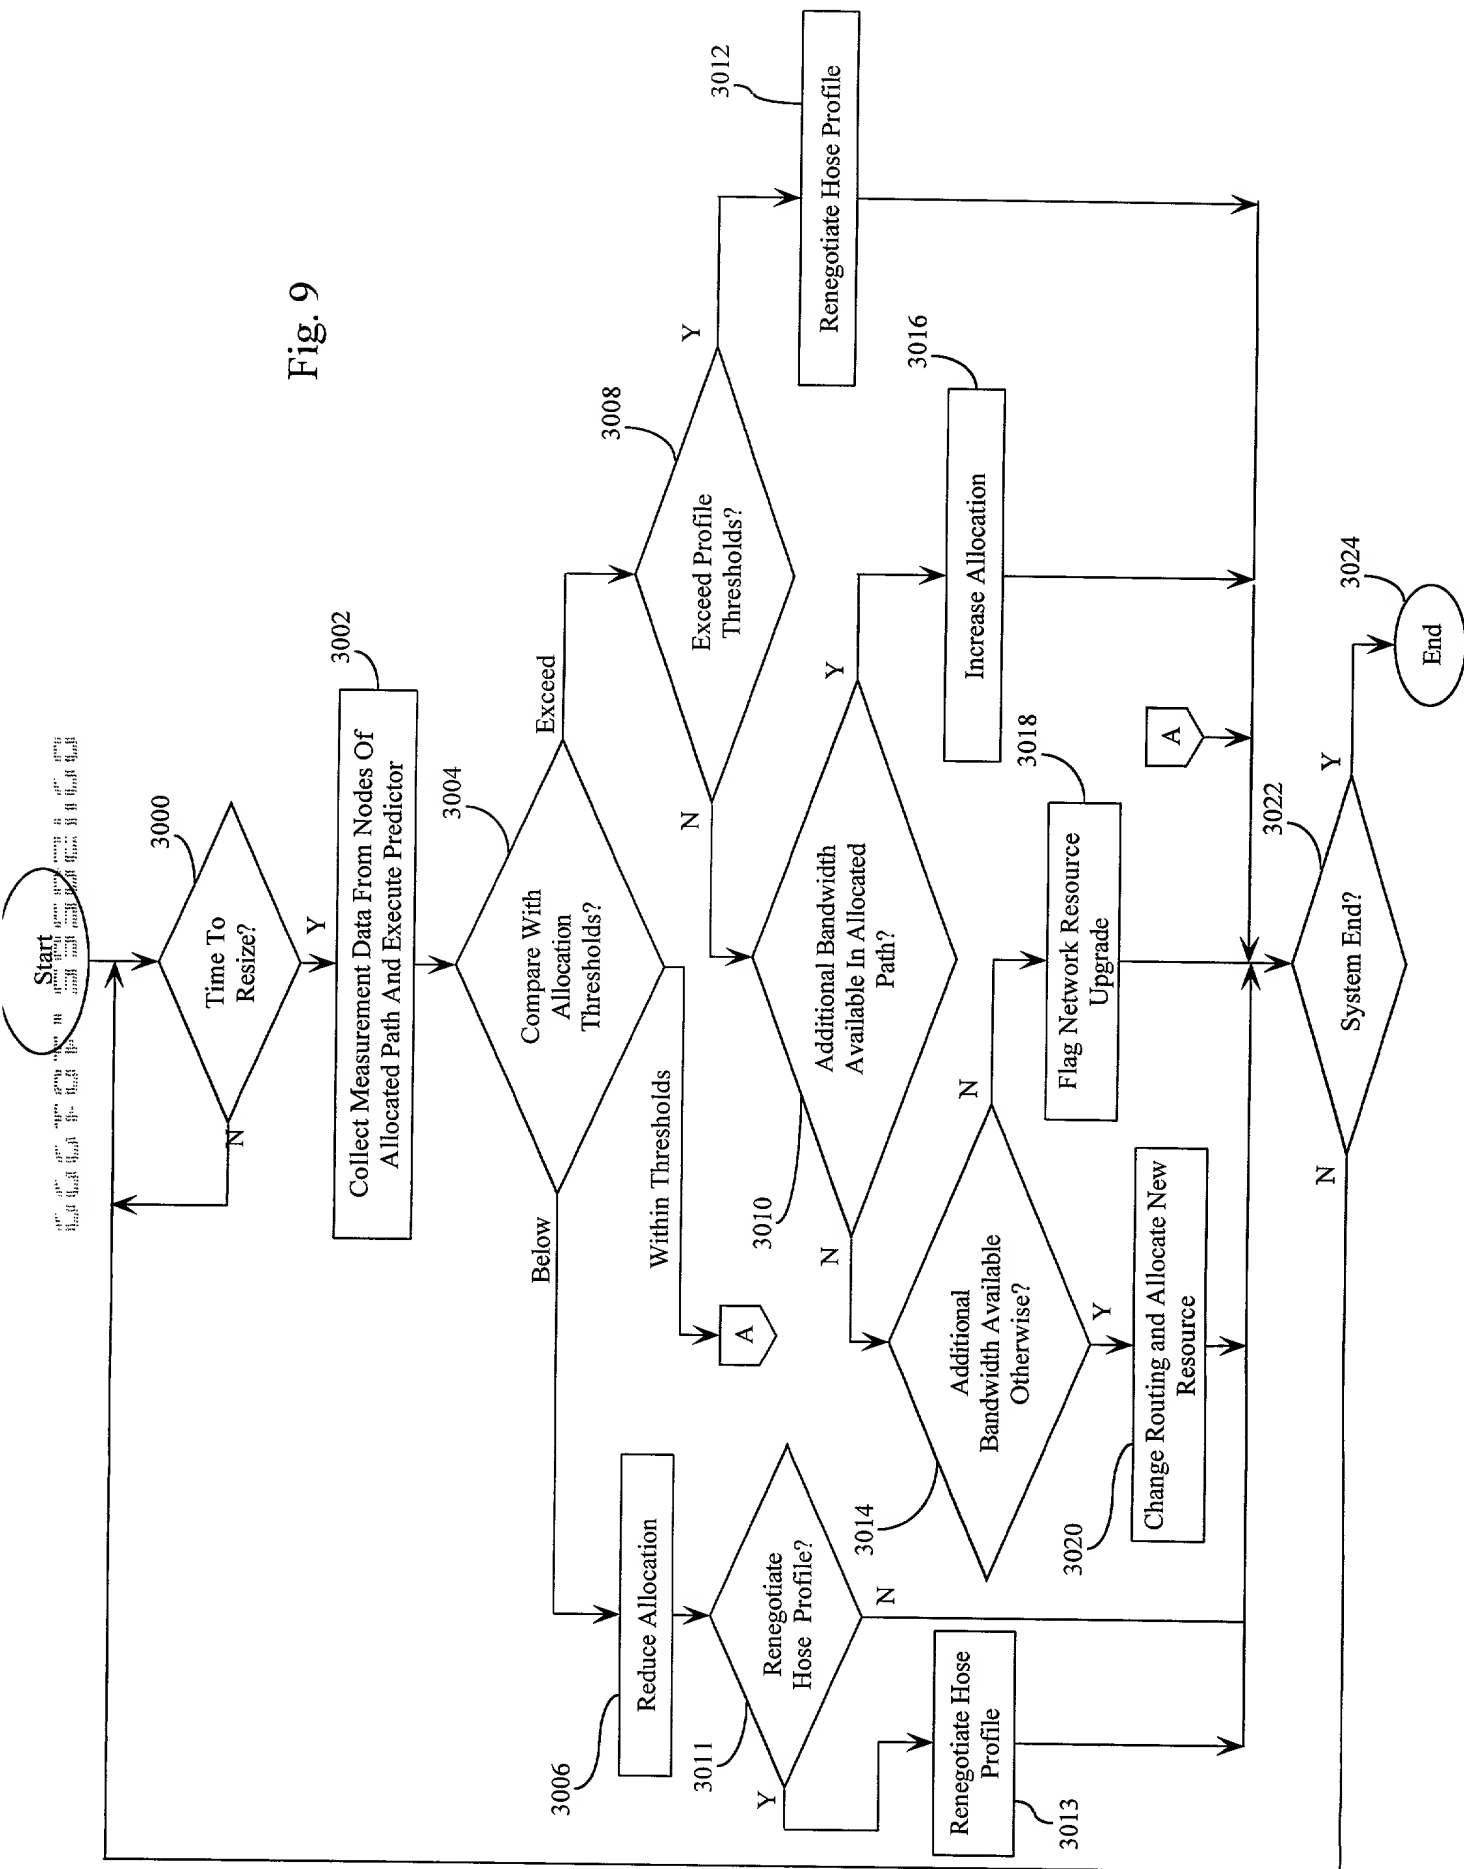 Fig. 9
Start
3000
Time To
Resize?
N
Y
3002
Collect Measurement Data From Nodes Of
Allocated Path And Execute Predictor
3004
Compare With
Allocation
Thresholds?
Below
Within Thresholds
Exceed
A
3006
Reduce Allocation
3011
Renegotiate
Hose Profile?
Y
N
3013
Renegotiate Hose
Profile
3008
Exceed Profile
Thresholds?
N
Y
3012
Renegotiate Hose Profile
3010
Additional Bandwidth
Available In Allocated
Path?
N
Y
3016
Increase Allocation
3014
Additional
Bandwidth Available
Otherwise?
N
Y
3018
Flag Network Resource
Upgrade
3020
Change Routing and Allocate New
Resource
A
3022
System End?
N
Y
3024
End